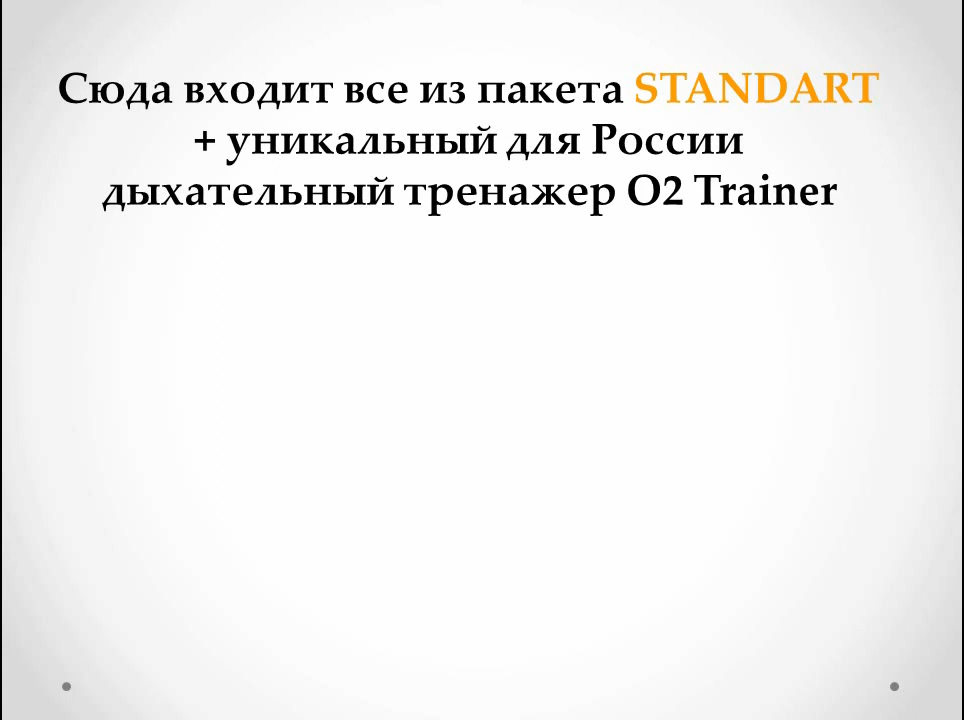 Сюда входит все из пакета STANDART
+ уникальный для России
дыхательный тренажер O2 Trainer